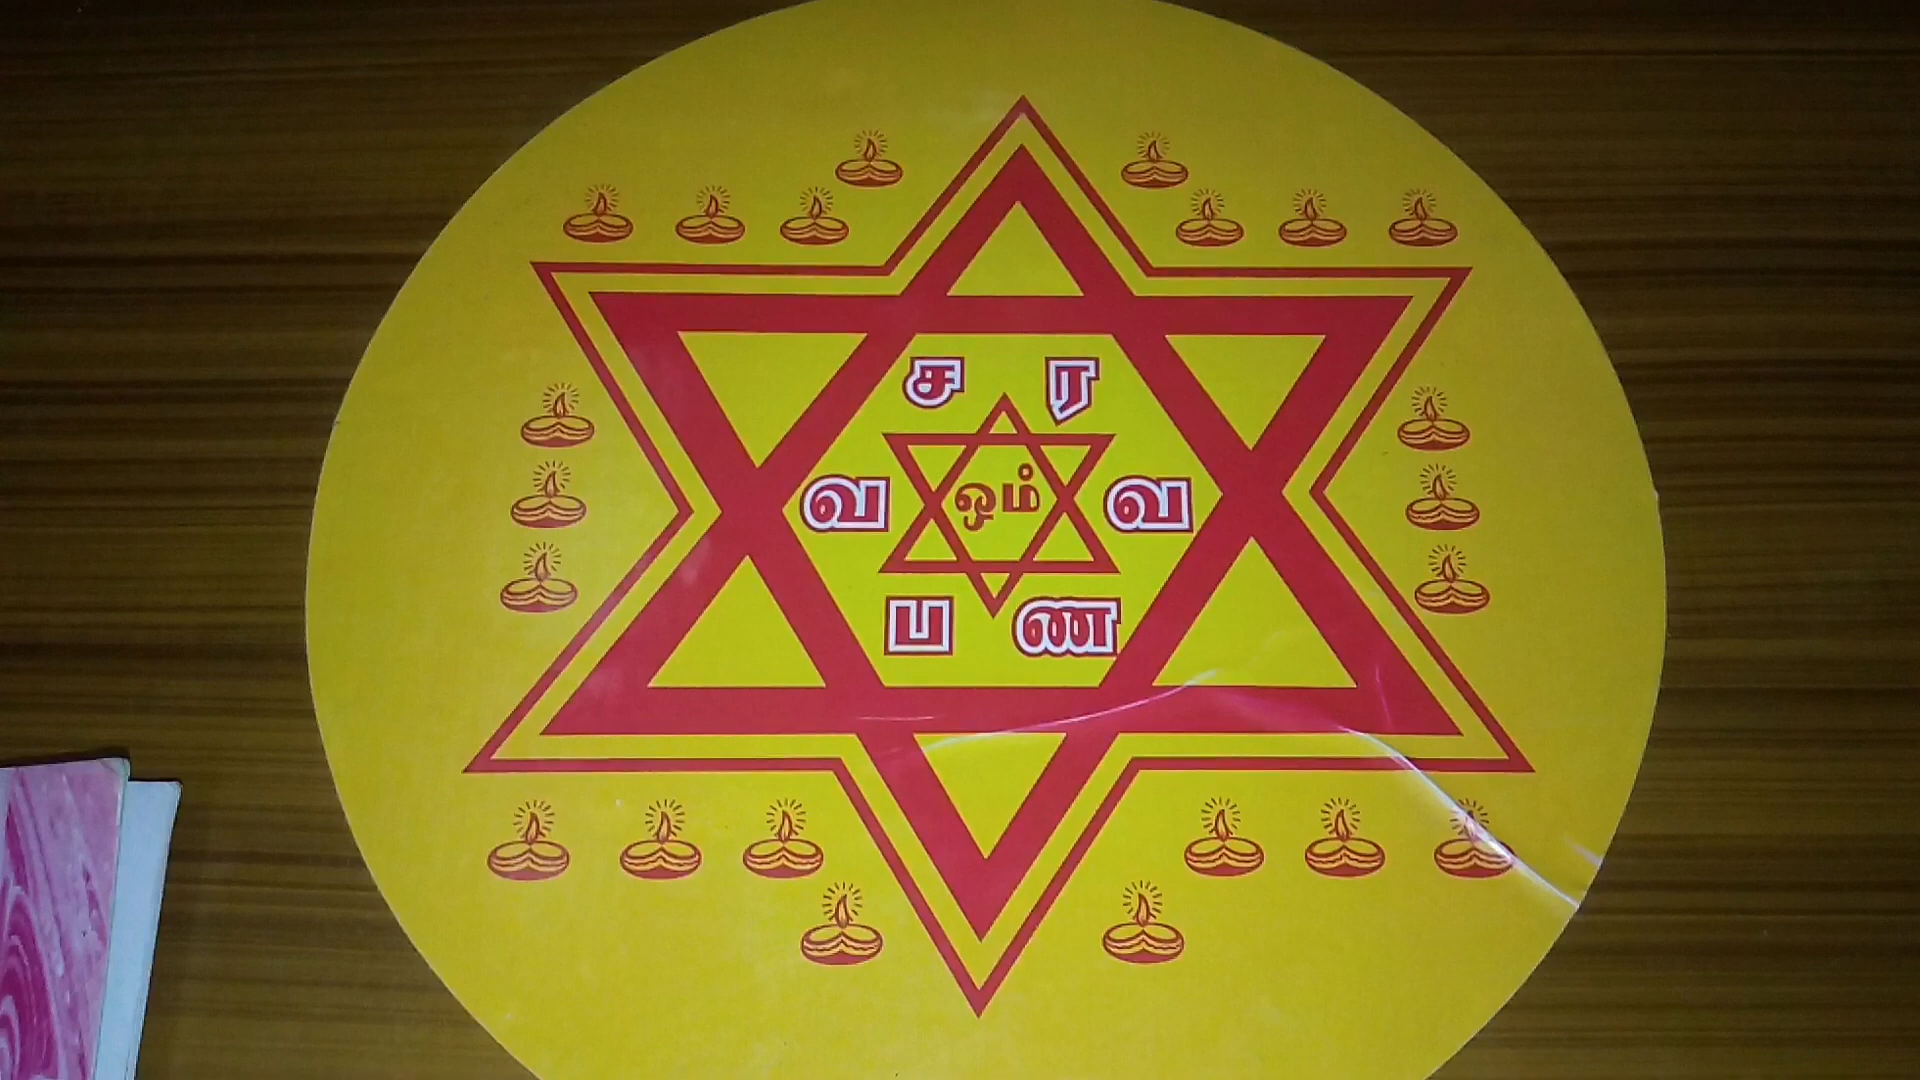 ச ர
வ ஓம் வ
ப ண